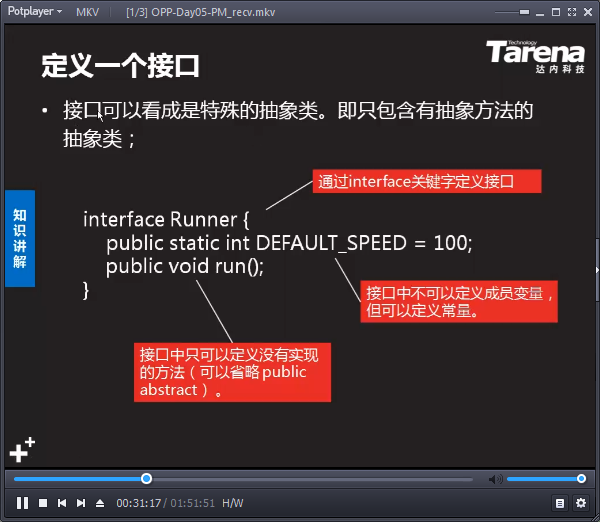 Potplayer
MKV
[1/3] OPP-Day05-PM_recv.mkv
Technology
Tarena
达内科技
定义一个接口
• 接口可以看成是特殊的抽象类。即只包含有抽象方法的
抽象类；
通过interface关键字定义接口
知识讲解
interface Runner {
public static int DEFAULT_SPEED = 100;
public void run();
}
接口中不可以定义成员变量，
但可以定义常量。
接口中只可以定义没有实现
的方法（可以省略 public
abstract）。
00:31:17 / 01:51:51 H/W